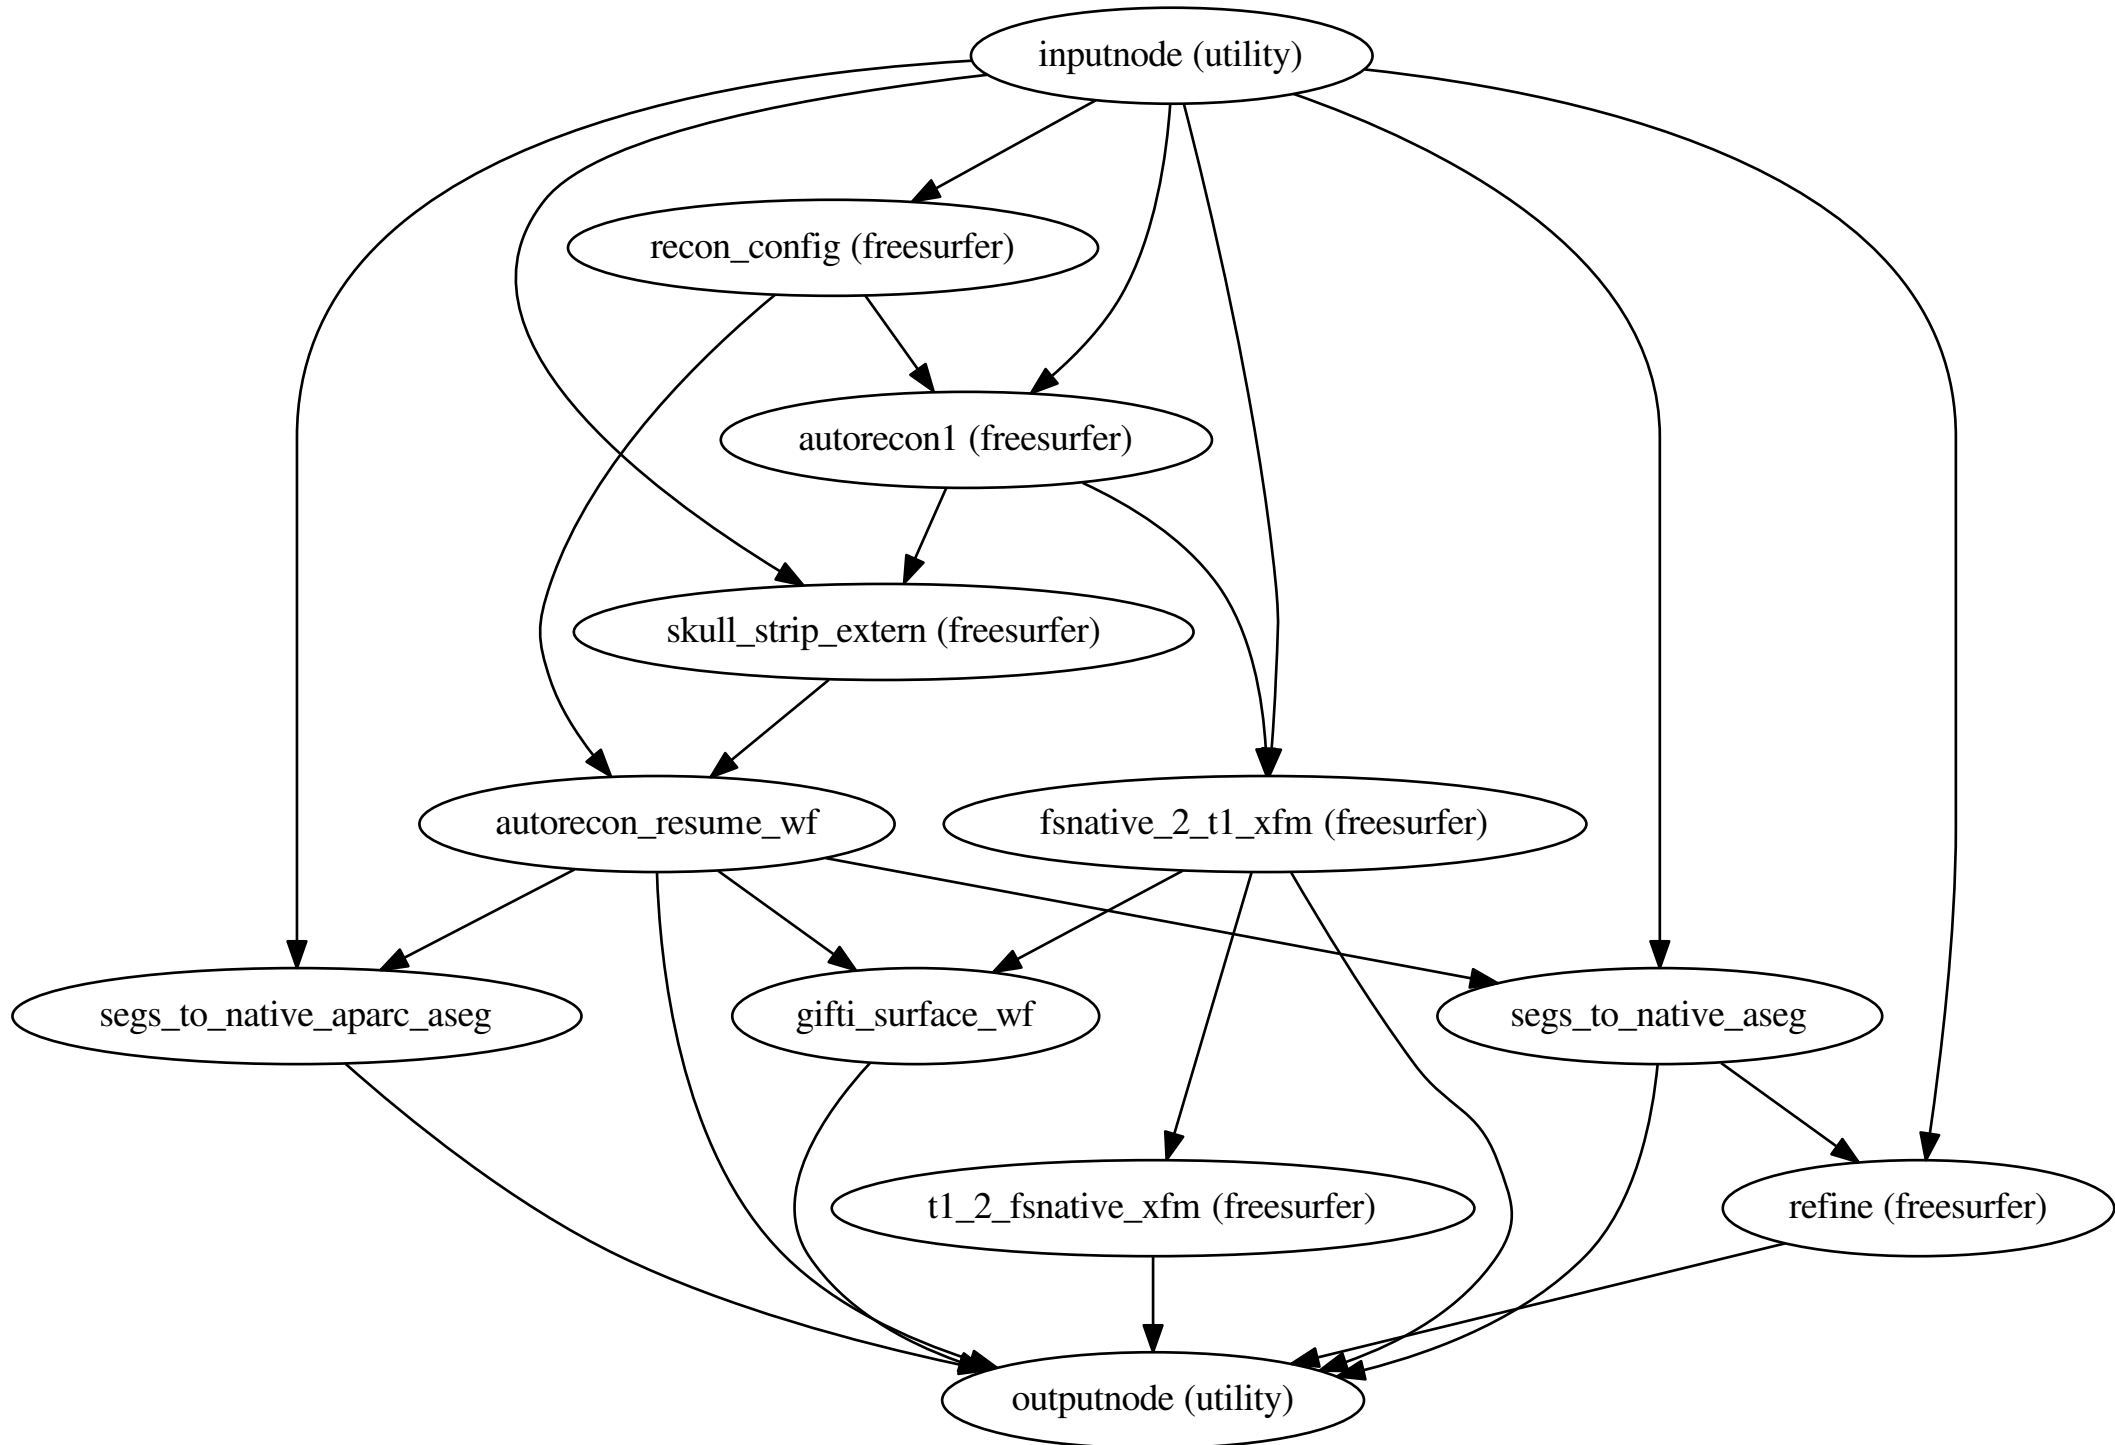 inputnode (utility)
recon_config (freesurfer)
autorecon1 (freesurfer)
skull_strip_extern (freesurfer)
autorecon_resume_wf
fsnative_2_t1_xfm (freesurfer)
segs_to_native_aparc_aseg
gifti_surface_wf
segs_to_native_aseg
t1_2_fsnative_xfm (freesurfer)
refine (freesurfer)
outputnode (utility)